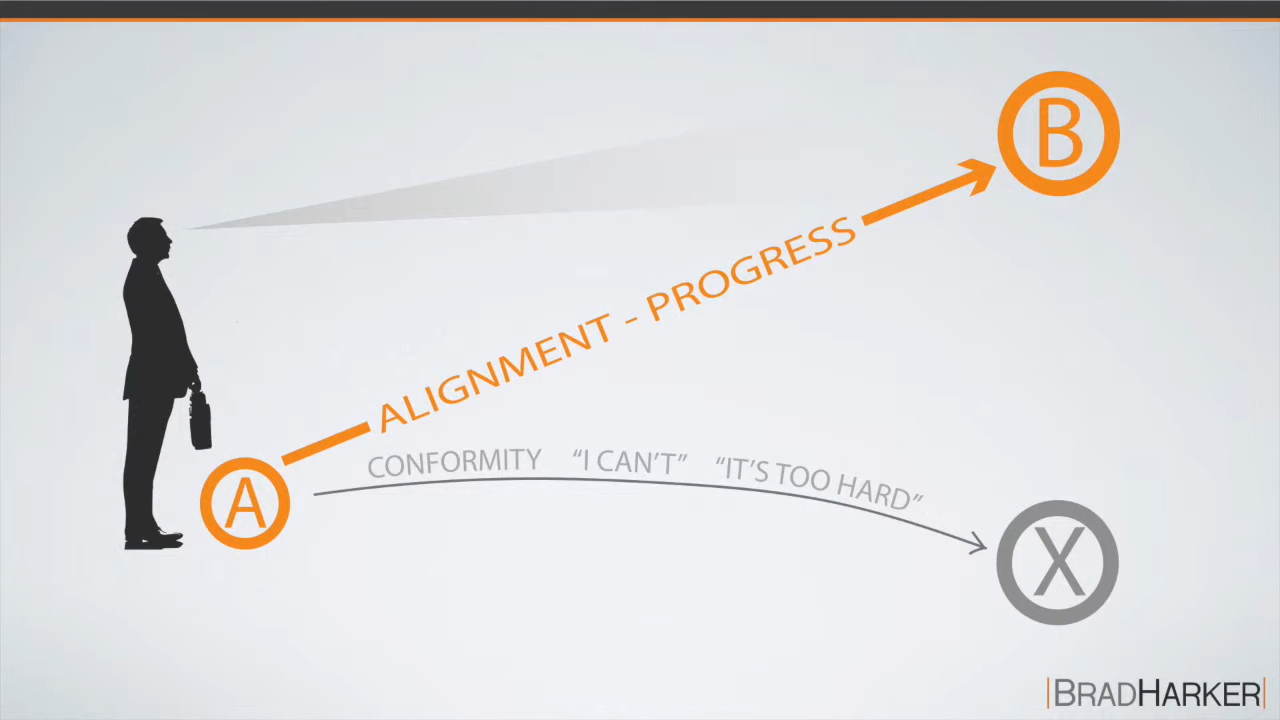 B
ALIGNMENT - PROGRESS
A
CONFORMITY "I CAN'T" "IT'S TOO HARD"
X
|BRADHARKER|